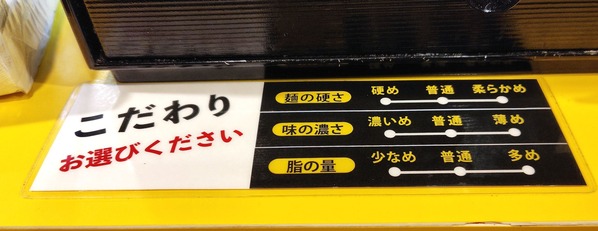 こだわり
お選びください
麺の硬さ 硬め 普通 柔らかめ
味の濃さ 濃いめ 普通 薄め
脂の量 少なめ 普通 多め